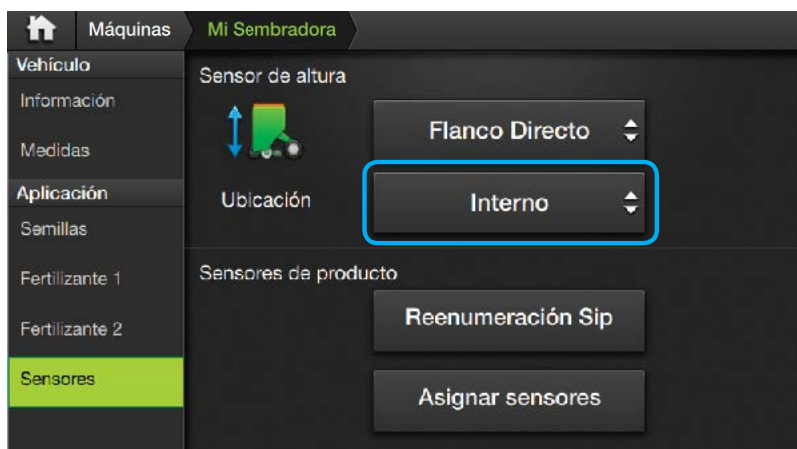 Máquinas
Mi Sembradora
Vehículo
Información
Medidas
Aplicación
Semillas
Fertilizante 1
Fertilizante 2
Sensores
Sensor de altura
Flanco Directo
Ubicación
Interno
Sensores de producto
Reenumeración Sip
Asignar sensores